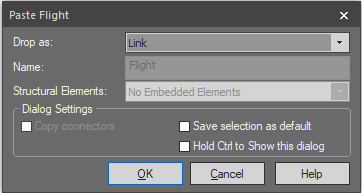 Paste Flight
Drop as: Link
Name: Flight
Structural Elements: No Embedded Elements
Dialog Settings
Copy connectors
Save selection as default
Hold Ctrl to Show this dialog
OK Cancel Help